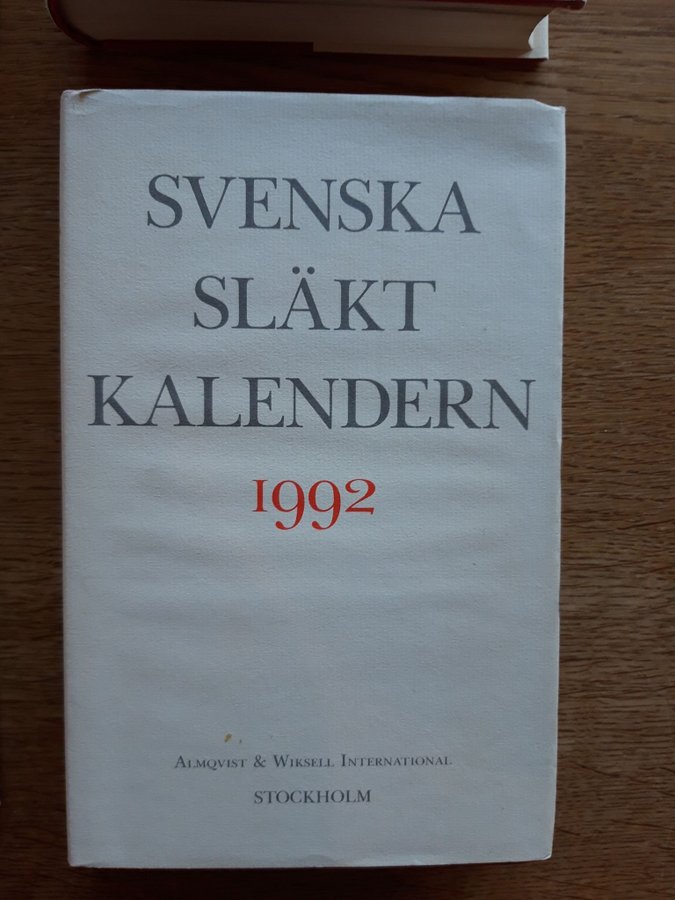 SVENSKA
SLÄKT
KALENDERN
1992
ALMQVIST & WIKSELL INTERNATIONAL
STOCKHOLM